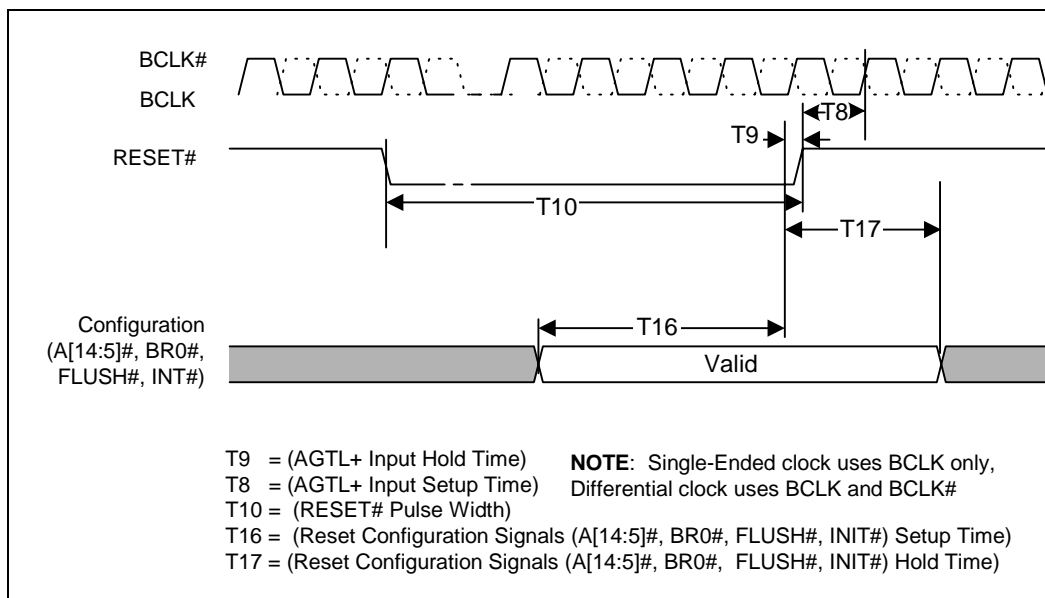 BCLK#
BCLK
T8
T9
RESET#
T10
T17
Configuration
(A[14:5]#, BR0#,
FLUSH#, INT#)
T16
Valid
T9 = (AGTL+ Input Hold Time)
T8 = (AGTL+ Input Setup Time)
T10 = (RESET# Pulse Width)
NOTE: Single-Ended clock uses BCLK only,
Differential clock uses BCLK and BCLK#
T16 = (Reset Configuration Signals (A[14:5]#, BR0#, FLUSH#, INIT#) Setup Time)
T17 = (Reset Configuration Signals (A[14:5]#, BR0#, FLUSH#, INIT#) Hold Time)